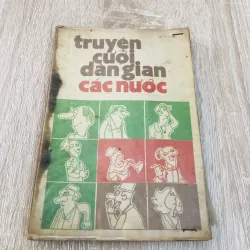 truyện
cười
dân gian
các nước